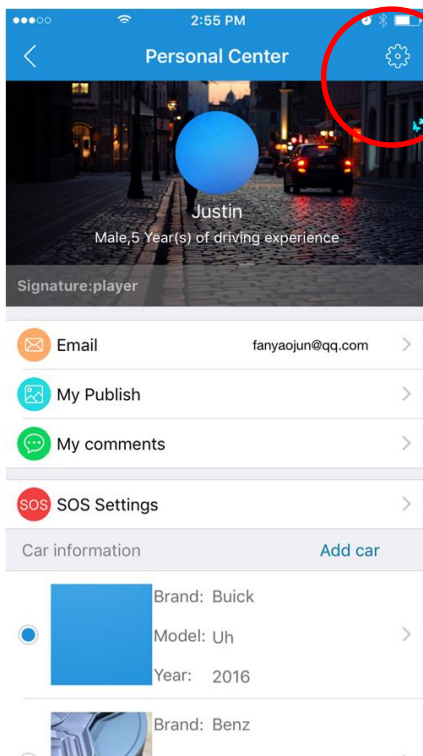 2:55 PM
Personal Center
Justin
Male,5 Year(s) of driving experience
Signature:player
Email fanyaojun@qq.com
My Publish
My comments
SOS SOS Settings
Car information Add car
Brand: Buick
Model: Uh
Year: 2016
Brand: Benz